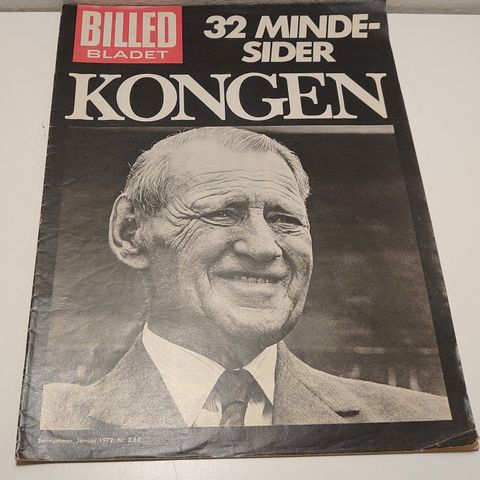 BILLED
BLADET
32 MINDE-
SIDER
KONGEN
Særnummer. Januar 1972. Kr. 2,65